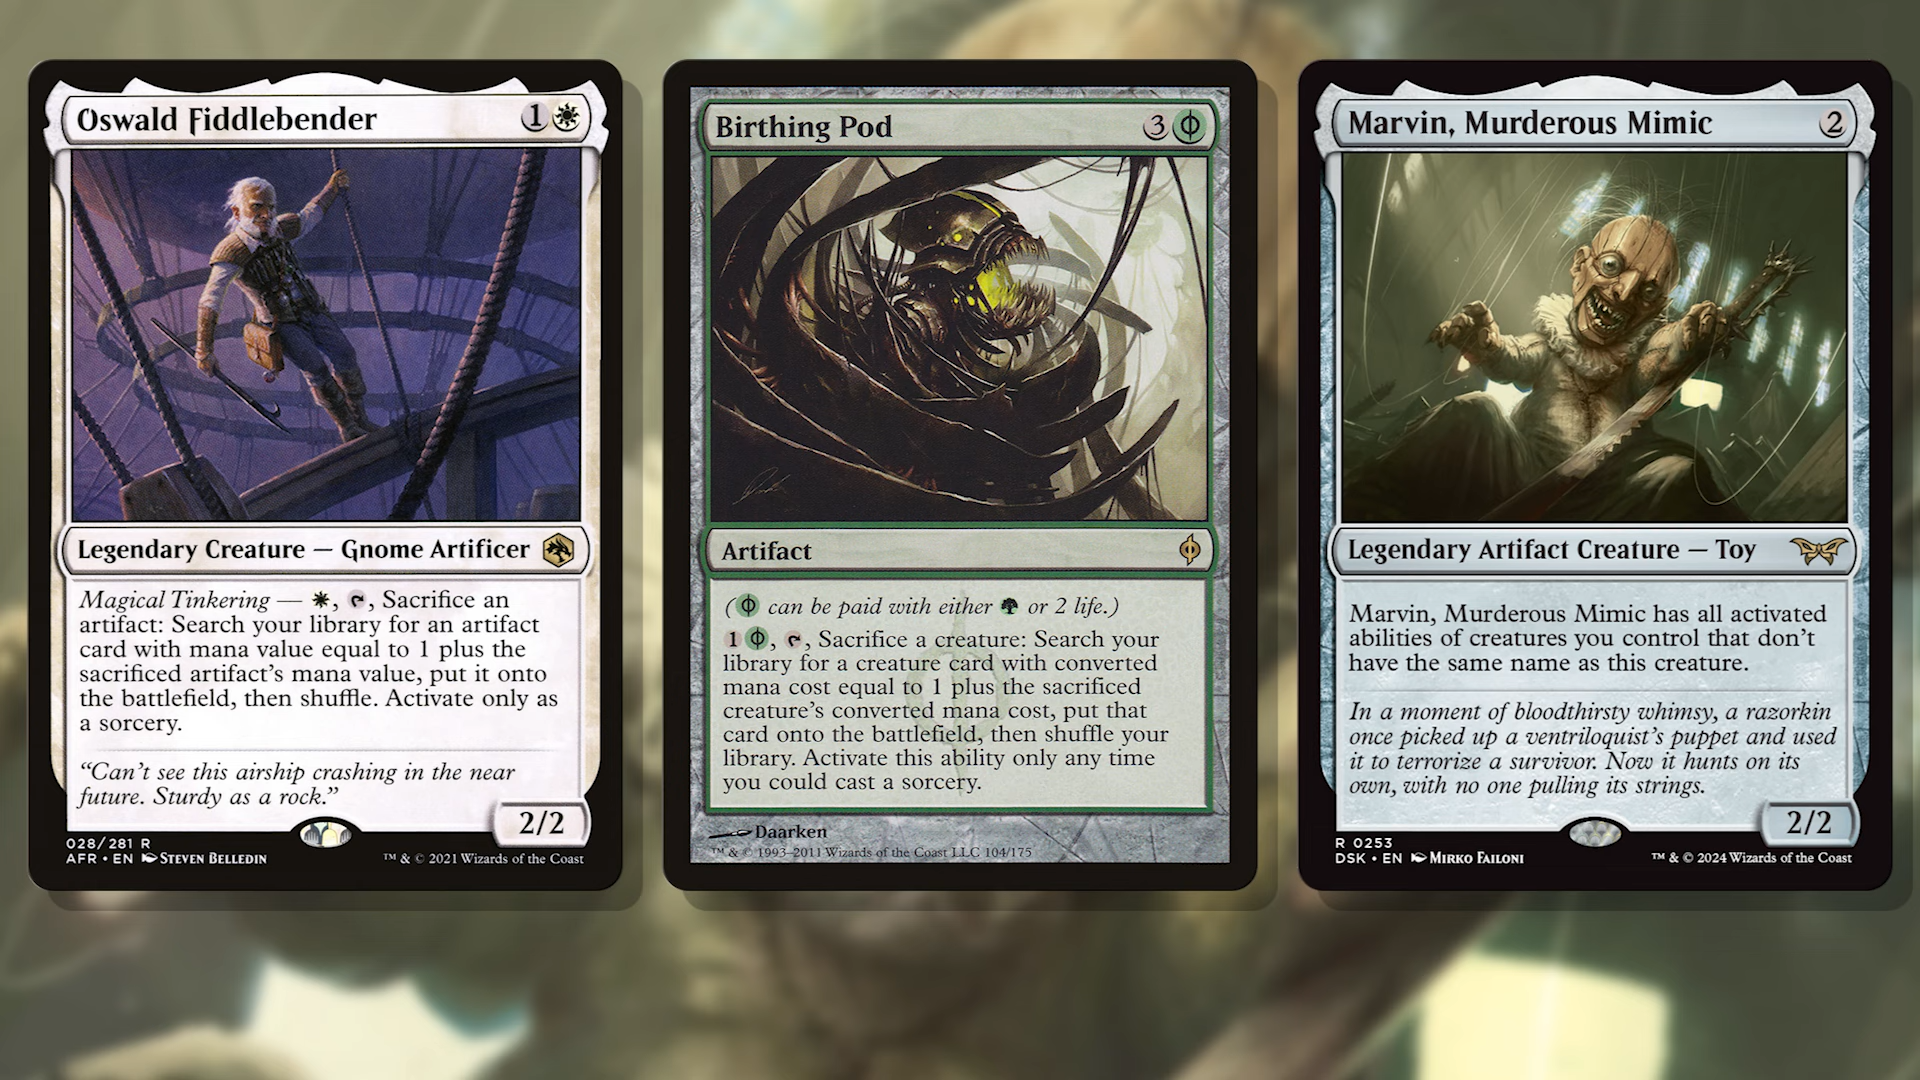 Oswald Fiddlebender 1
Legendary Creature — Gnome Artificer
Magical Tinkering — , , Sacrifice an
artifact: Search your library for an artifact
card with mana value equal to 1 plus the
sacrificed artifact's mana value, put it onto
the battlefield, then shuffle. Activate only as
a sorcery.
“Can't see this airship crashing in the near
future. Sturdy as a rock.”
2/2
028/281 R
AFR • EN STEVEN BELLEDIN
™ & © 2021 Wizards of the Coast
Birthing Pod 3
Artifact
( can be paid with either or 2 life.)
1 , , Sacrifice a creature: Search your
library for a creature card with converted
mana cost equal to 1 plus the sacrificed
creature's converted mana cost, put that
card onto the battlefield, then shuffle your
library. Activate this ability only any time
you could cast a sorcery.
Daarken
™ & © 1993–2011 Wizards of the Coast LLC 104/175
Marvin, Murderous Mimic 2
Legendary Artifact Creature — Toy
Marvin, Murderous Mimic has all activated
abilities of creatures you control that don't
have the same name as this creature.
In a moment of bloodthirsty whimsy, a razorkin
once picked up a ventriloquist's puppet and used
it to terrorize a survivor. Now it hunts on its
own, with no one pulling its strings.
2/2
R 0253
DSK • EN MIRKO FAILONI
™ & © 2024 Wizards of the Coast